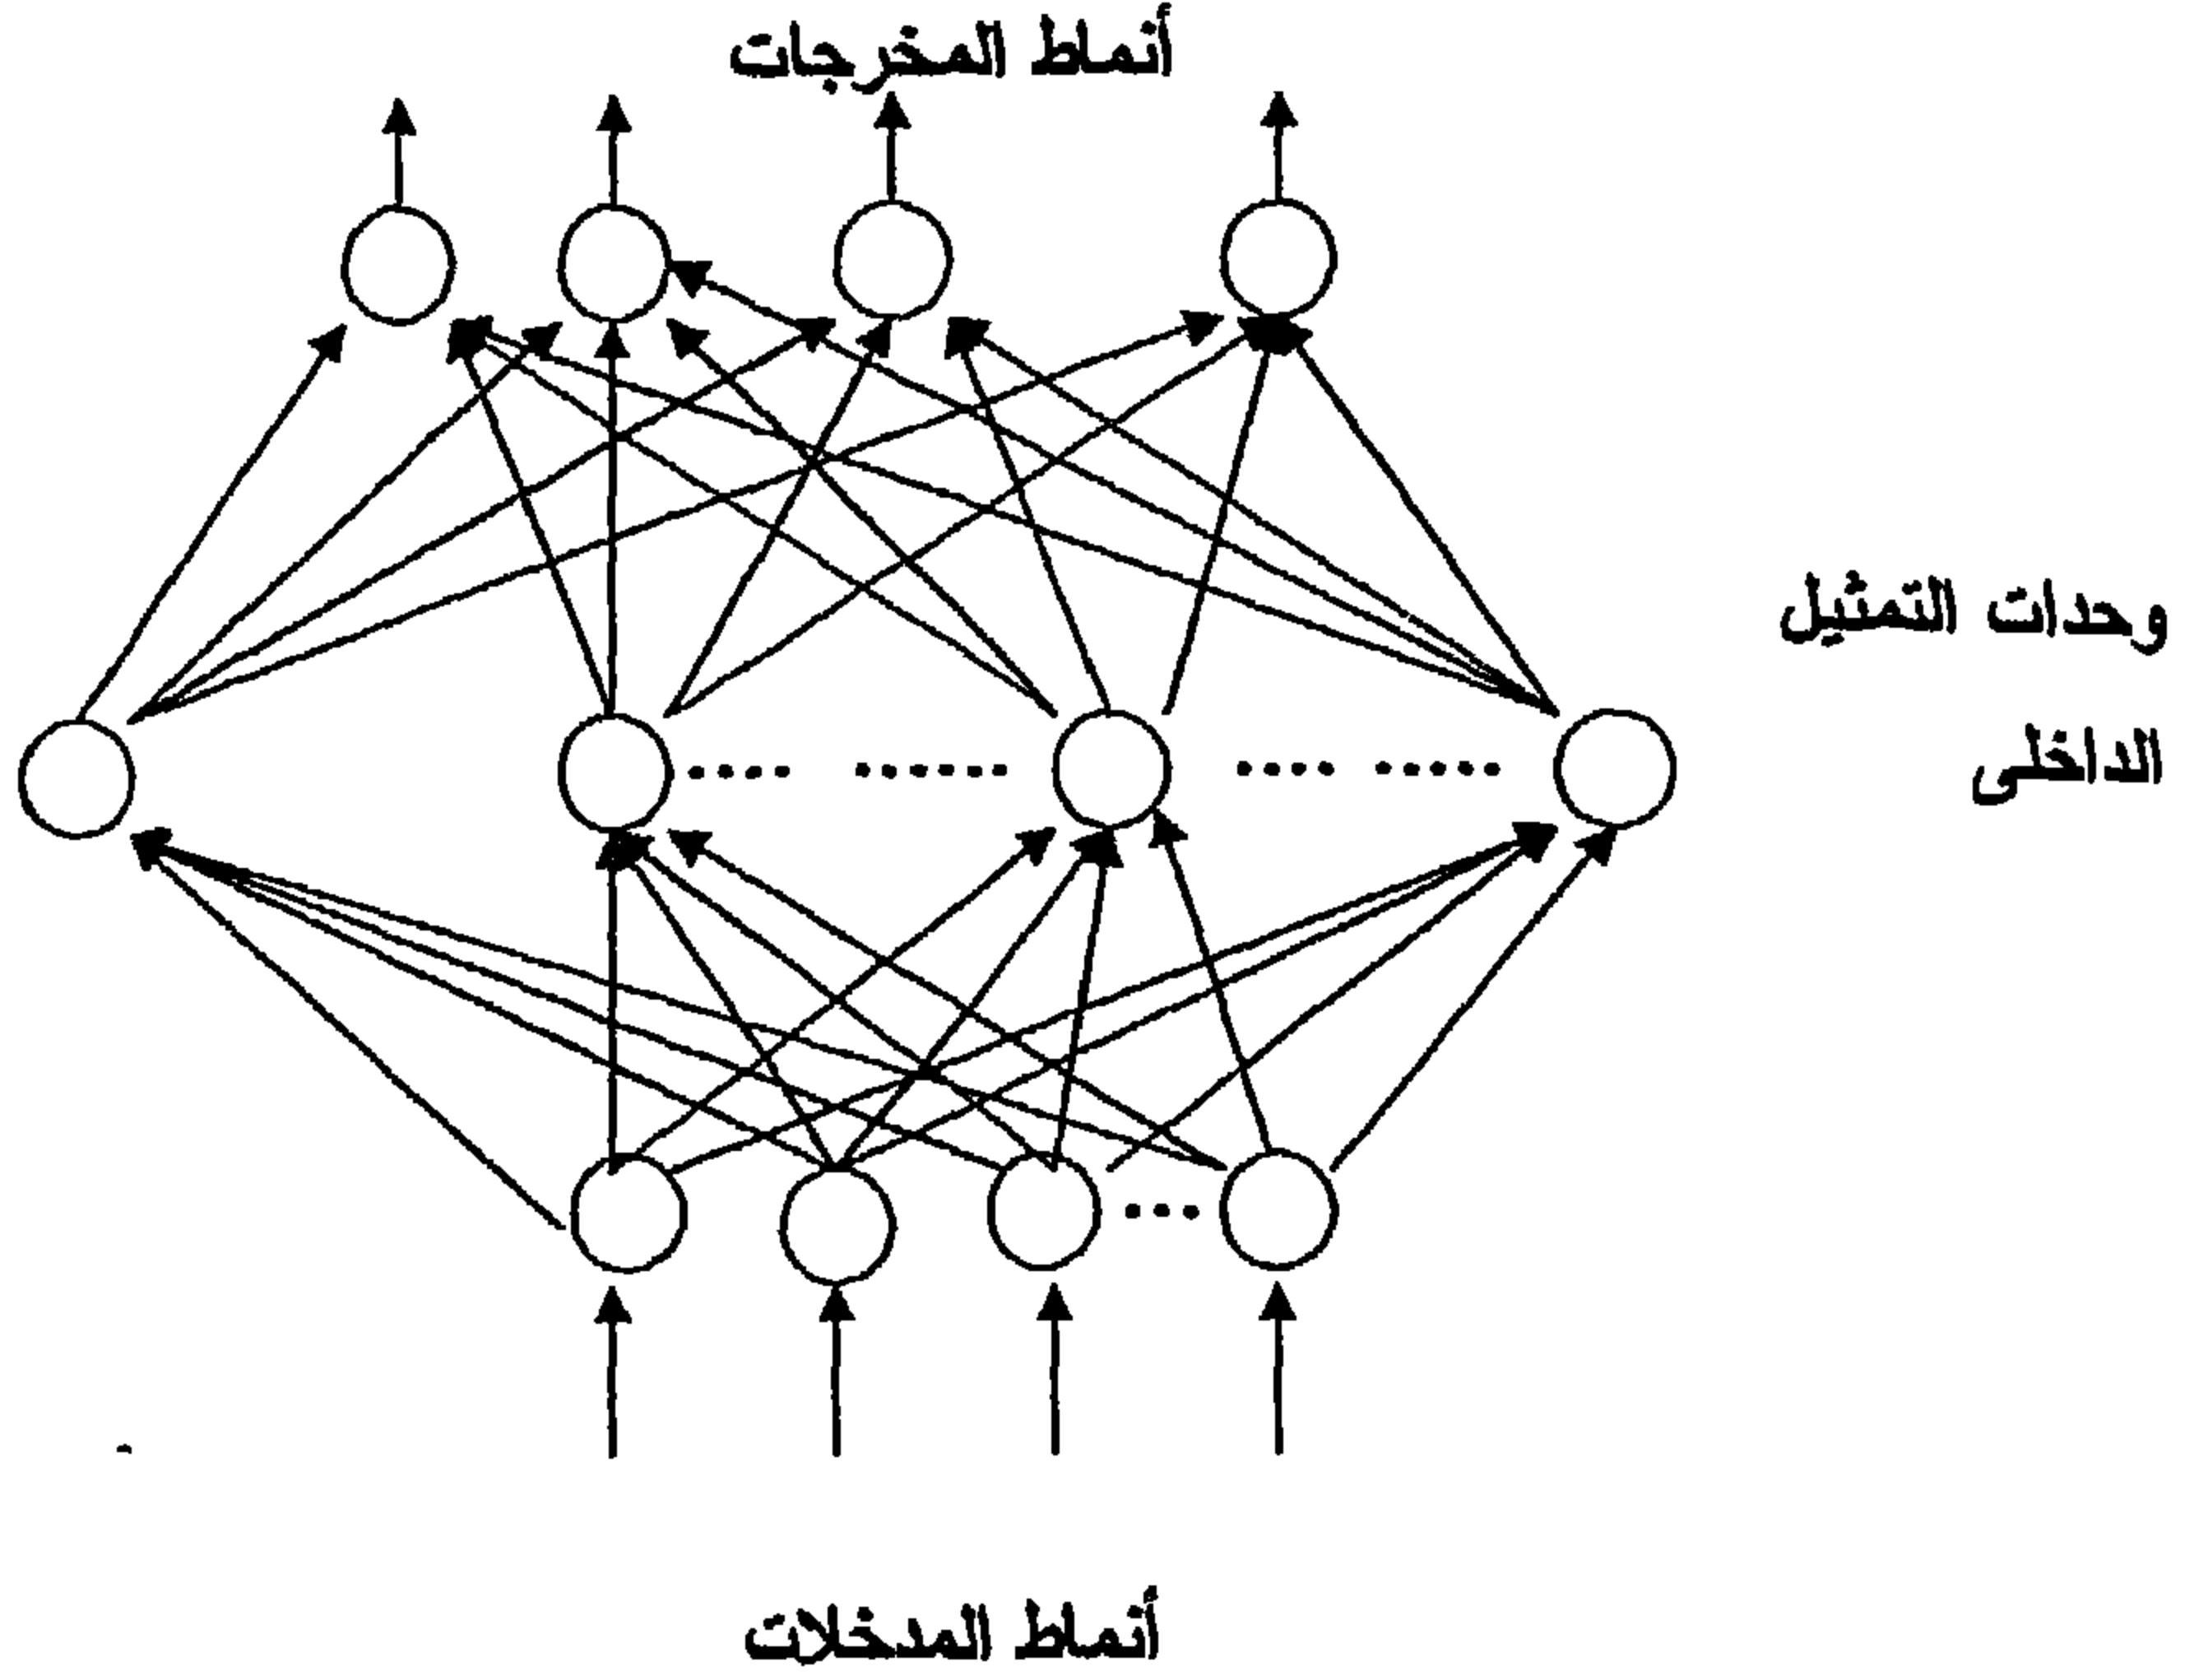 أنماط المخرجات
وحدات التمثيل
الداخلى
أنماط المدخلات